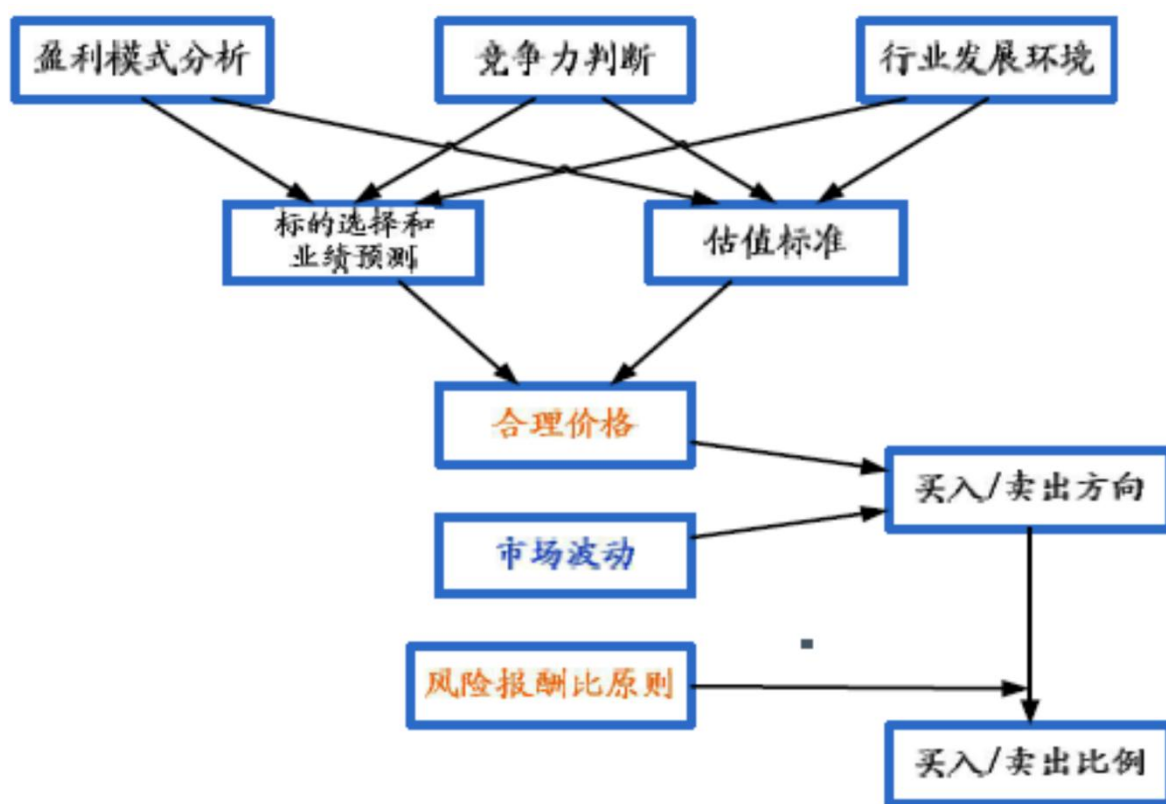 盈利模式分析
竞争力判断
行业发展环境
标的选择和
业绩预测
估值标准
合理价格
买入/卖出方向
市场波动
风险报酬比原则
买入/卖出比例